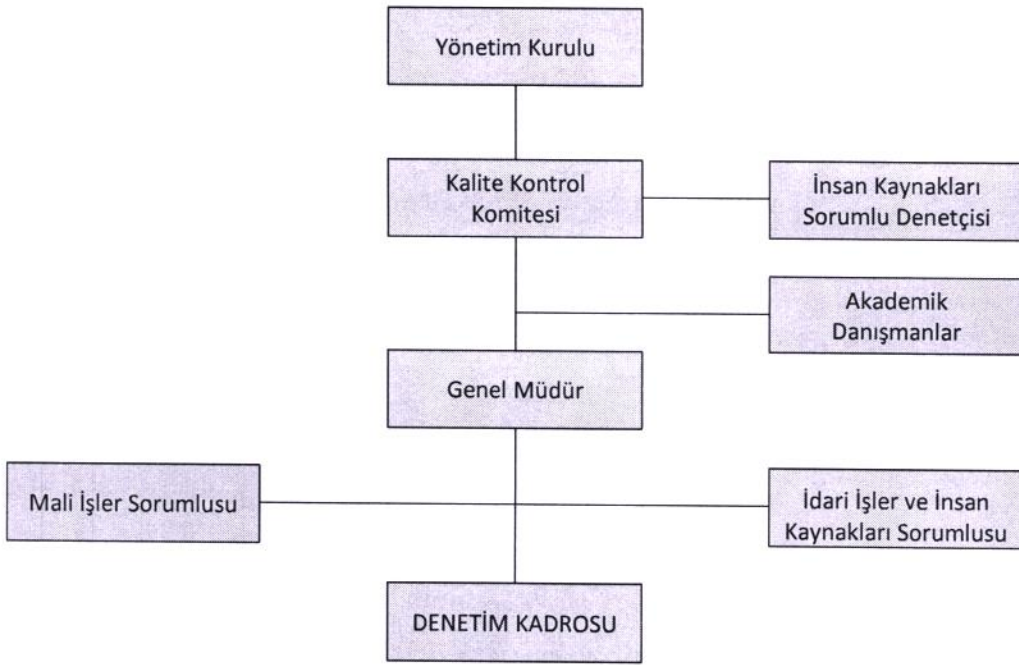 Yönetim Kurulu
Kalite Kontrol
Komitesi
İnsan Kaynakları
Sorumlu Denetçisi
Akademik
Danışmanlar
Genel Müdür
Mali İşler Sorumlusu
İdari İşler ve İnsan
Kaynakları Sorumlusu
DENETİM KADROSU